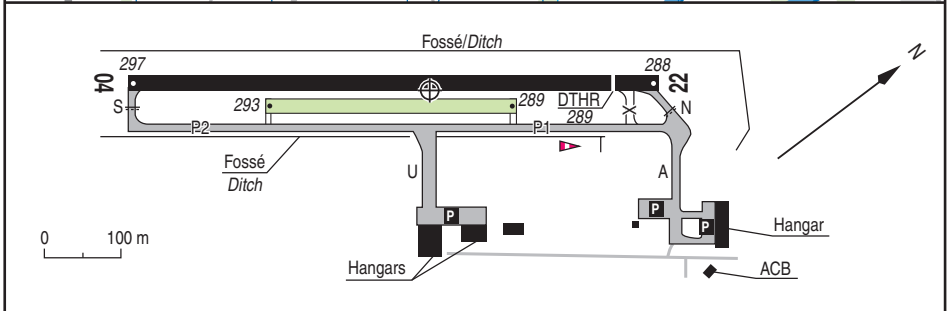 Fossé/Ditch
N
297
288
04
22
S
293
289
DTHR
289
N
P2
P1
Fossé
Ditch
U
A
P
P
P
0 100 m
Hangar
Hangars
ACB